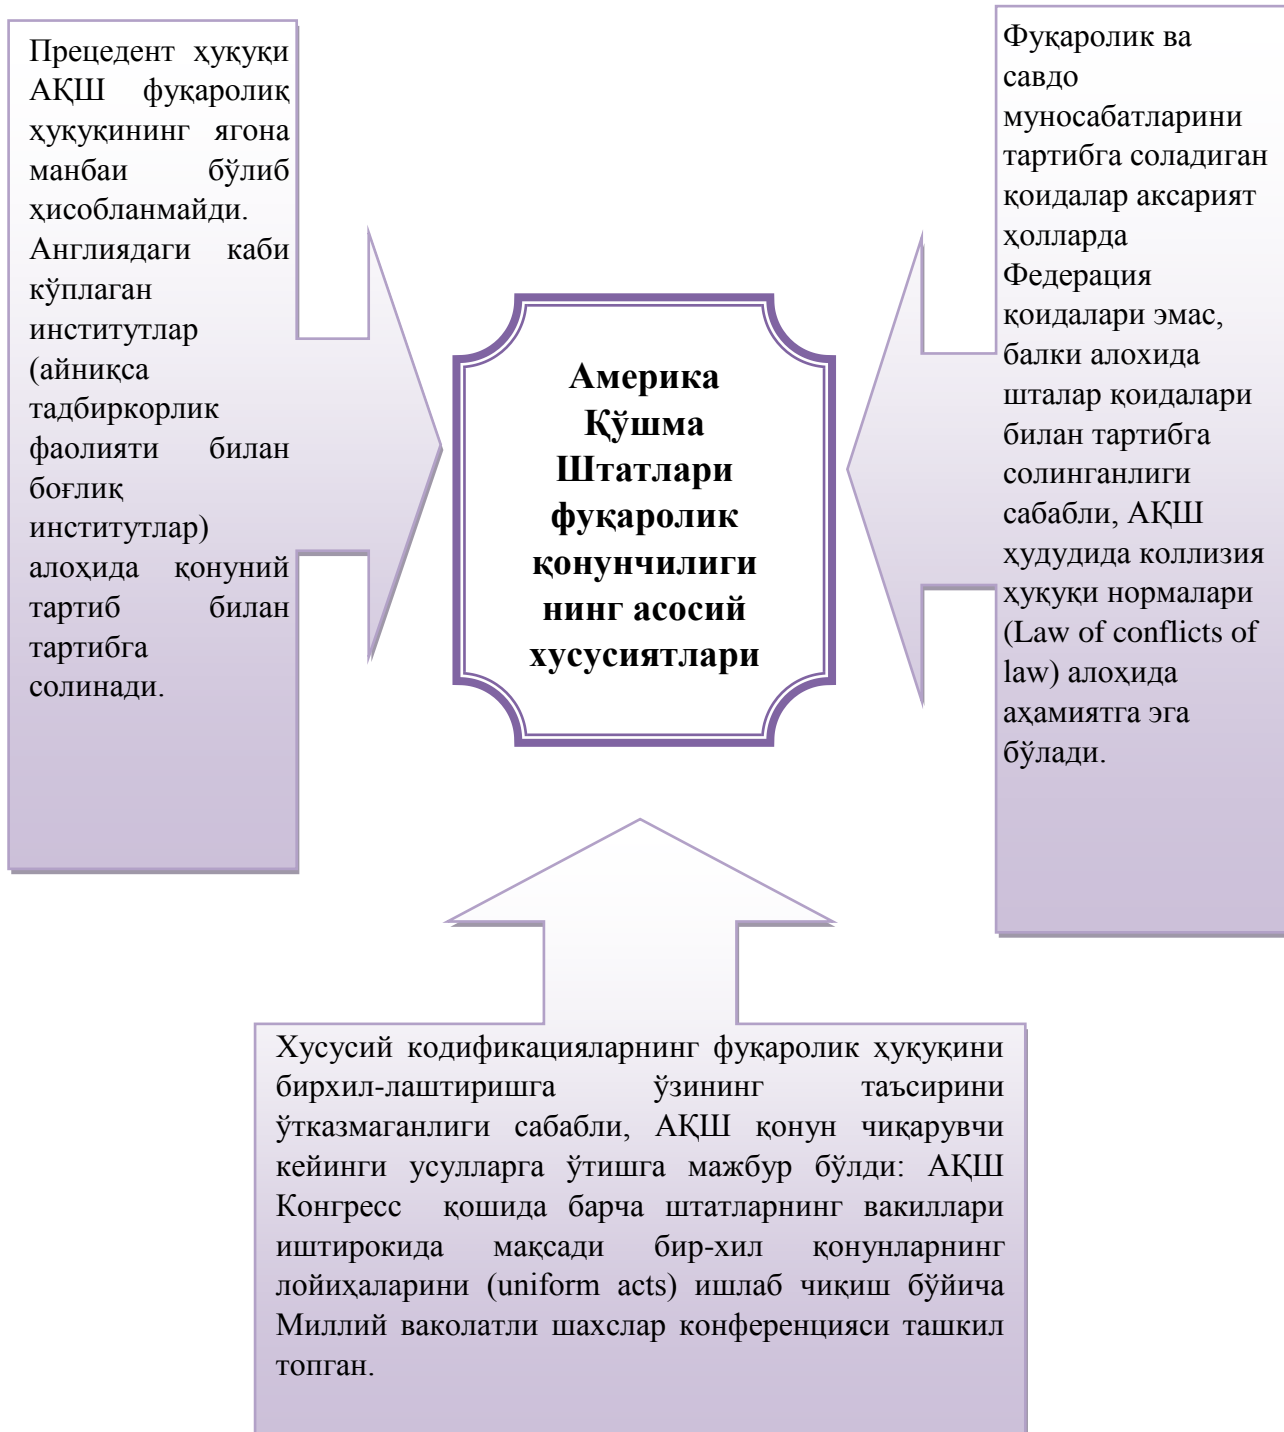 Прецедент ҳуқуқи
АҚШ фуқаролиқ
ҳуқуқининг ягона
манбаи бўлиб
ҳисобланмайди.
Англиядаги каби
кўплаган
институтлар
(айниқса
тадбиркорлик
фаолияти билан
боғлиқ
институтлар)
алоҳида қонуний
тартиб билан
тартибга
солинади.
Америка
Қўшма
Штатлари
фуқаролик
қонунчилиги
нинг асосий
хусусиятлари
Фуқаролик ва
савдо
муносабатларини
тартибга соладиган
қоидалар аксарият
ҳолларда
Федерация
қоидалари эмас,
балки алохида
шталар қоидалари
билан тартибга
солинганлиги
сабабли, АҚШ
ҳудудида коллизия
ҳуқуқи нормалари
(Law of conflicts of
law) алоҳида
аҳамиятга эга
бўлади.
Хусусий кодификацияларнинг фуқаролик ҳуқуқини
бирхил-лаштиришга ўзининг таъсирини
ўтказмаганлиги сабабли, АҚШ қонун чиқарувчи
кейинги усулларга ўтишга мажбур бўлди: АҚШ
Конгресс қошида барча штатларнинг вакиллари
иштирокида мақсади бир-хил қонунларнинг
лойиҳаларини (uniform acts) ишлаб чиқиш бўйича
Миллий ваколатли шахслар конференцияси ташкил
топган.